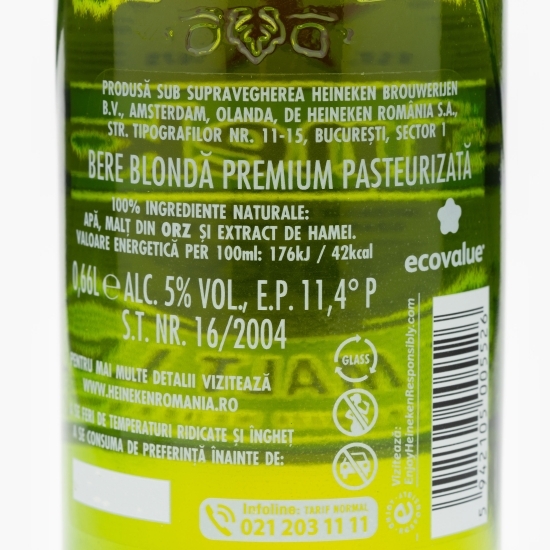 PRODUSĂ SUB SUPRAVEGHEREA HEINEKEN BROUWERIJEN
B.V., AMSTERDAM, OLANDA, DE HEINEKEN ROMÂNIA S.A.,
STR. TIPOGRAFILOR NR. 11-15, BUCUREȘTI, SECTOR 1
BERE BLONDĂ PREMIUM PASTEURIZATĂ
100% INGREDIENTE NATURALE:
APĂ, MALȚ DIN ORZ ȘI EXTRACT DE HAMEI.
VALOARE ENERGETICĂ PER 100ml: 176kJ / 42kcal
ecovalue
0,66L ℮ ALC. 5% VOL., E.P. 11,4° P
S.T. NR. 16/2004
GLASS
PENTRU MAI MULTE DETALII VIZITEAZĂ
WWW.HEINEKENROMANIA.RO
SE FERI DE TEMPERATURI RIDICATE ȘI ÎNGHEȚ
A SE CONSUMA DE PREFERINȚĂ ÎNAINTE DE:
Vizitează:
EnjoyHeinekenResponsibly.com
5 942105 005526
Infoline: TARIF NORMAL
021 203 11 11